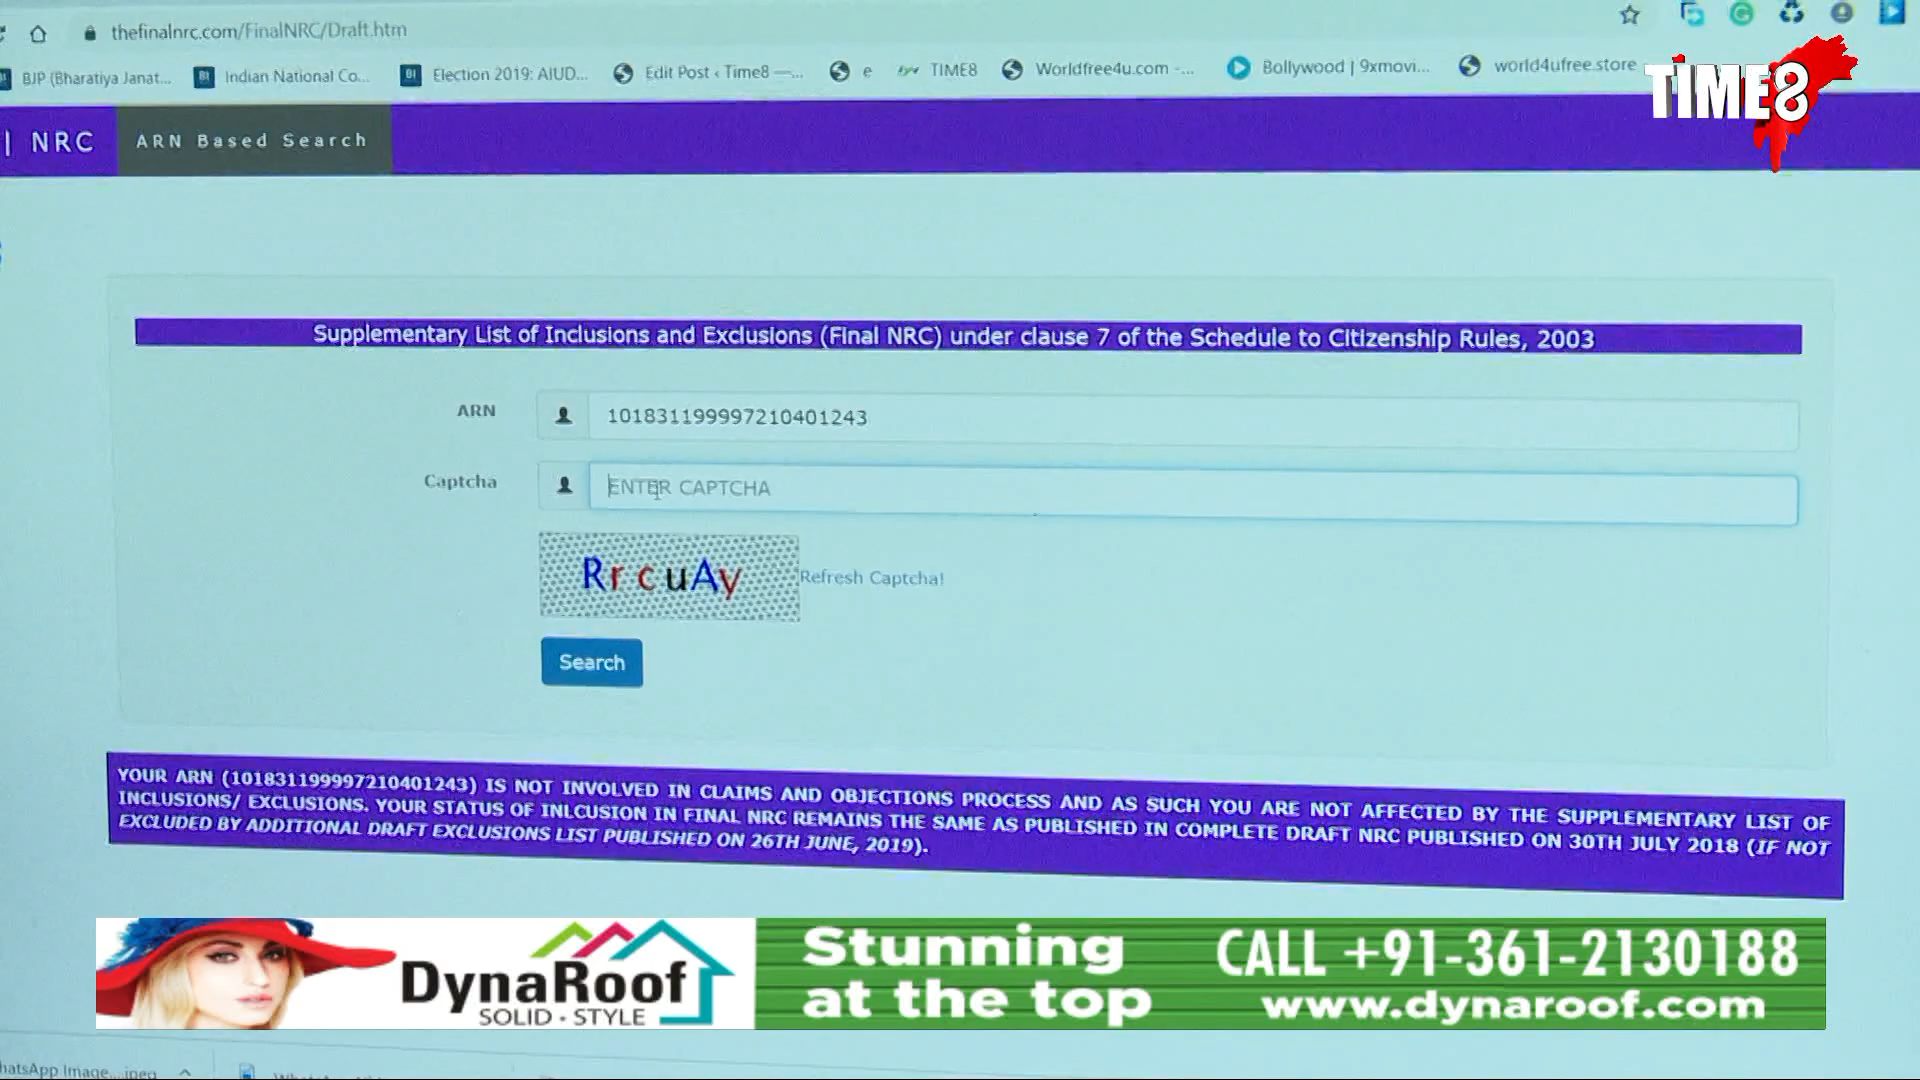 thefinalnrc.com/FinalNRC/Draft.htm
BJP (Bharatiya Janat... Indian National Co... Election 2019: AIUD... Edit Post ‹ Time8 —... e TIME8 Worldfree4u.com -... Bollywood | 9xmovi... world4ufree.store
TIME8
| NRC ARN Based Search
Supplementary List of Inclusions and Exclusions (Final NRC) under clause 7 of the Schedule to Citizenship Rules, 2003
ARN 101831199997210401243
Captcha ENTER CAPTCHA
RrcuAy Refresh Captcha!
Search
YOUR ARN (101831199997210401243) IS NOT INVOLVED IN CLAIMS AND OBJECTIONS PROCESS AND AS SUCH YOU ARE NOT AFFECTED BY THE SUPPLEMENTARY LIST OF
INCLUSIONS/ EXCLUSIONS. YOUR STATUS OF INLCUSION IN FINAL NRC REMAINS THE SAME AS PUBLISHED IN COMPLETE DRAFT NRC PUBLISHED ON 30TH JULY 2018 (IF NOT
EXCLUDED BY ADDITIONAL DRAFT EXCLUSIONS LIST PUBLISHED ON 26TH JUNE, 2019).
DynaRoof
SOLID · STYLE
Stunning
at the top
CALL +91-361-2130188
www.dynaroof.com
hatsApp Image....jpeg